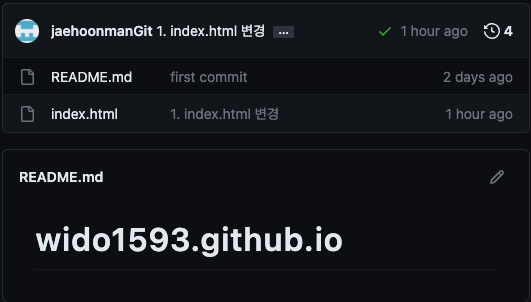 jaehoonmanGit 1. index.html 변경 ... 1 hour ago 4
README.md first commit 2 days ago
index.html 1. index.html 변경 1 hour ago
README.md
wido1593.github.io